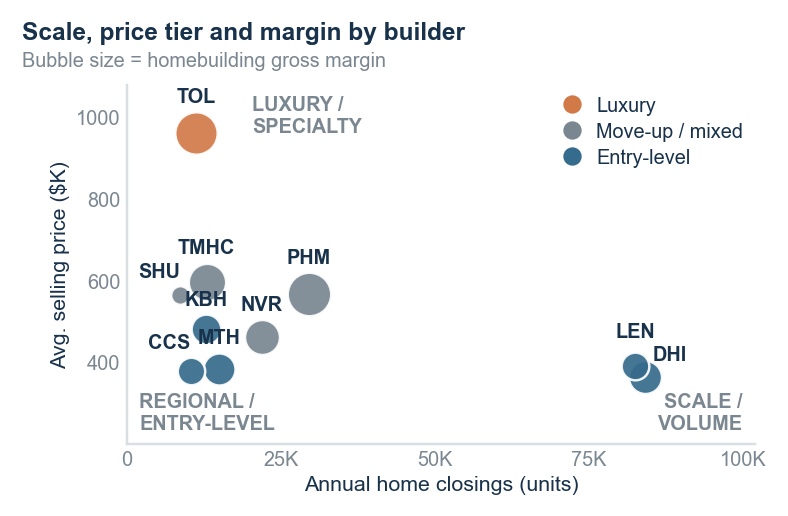 Scale, price tier and margin by builder
Bubble size = homebuilding gross margin
TOL
LUXURY /
SPECIALTY
Luxury
Move-up / mixed
Entry-level
1000
800
600
400
Avg. selling price ($K)
TMHC
SHU
PHM
KBH
NVR
CCS
MTH
LEN
DHI
REGIONAL /
ENTRY-LEVEL
SCALE /
VOLUME
0
25K
50K
75K
100K
Annual home closings (units)